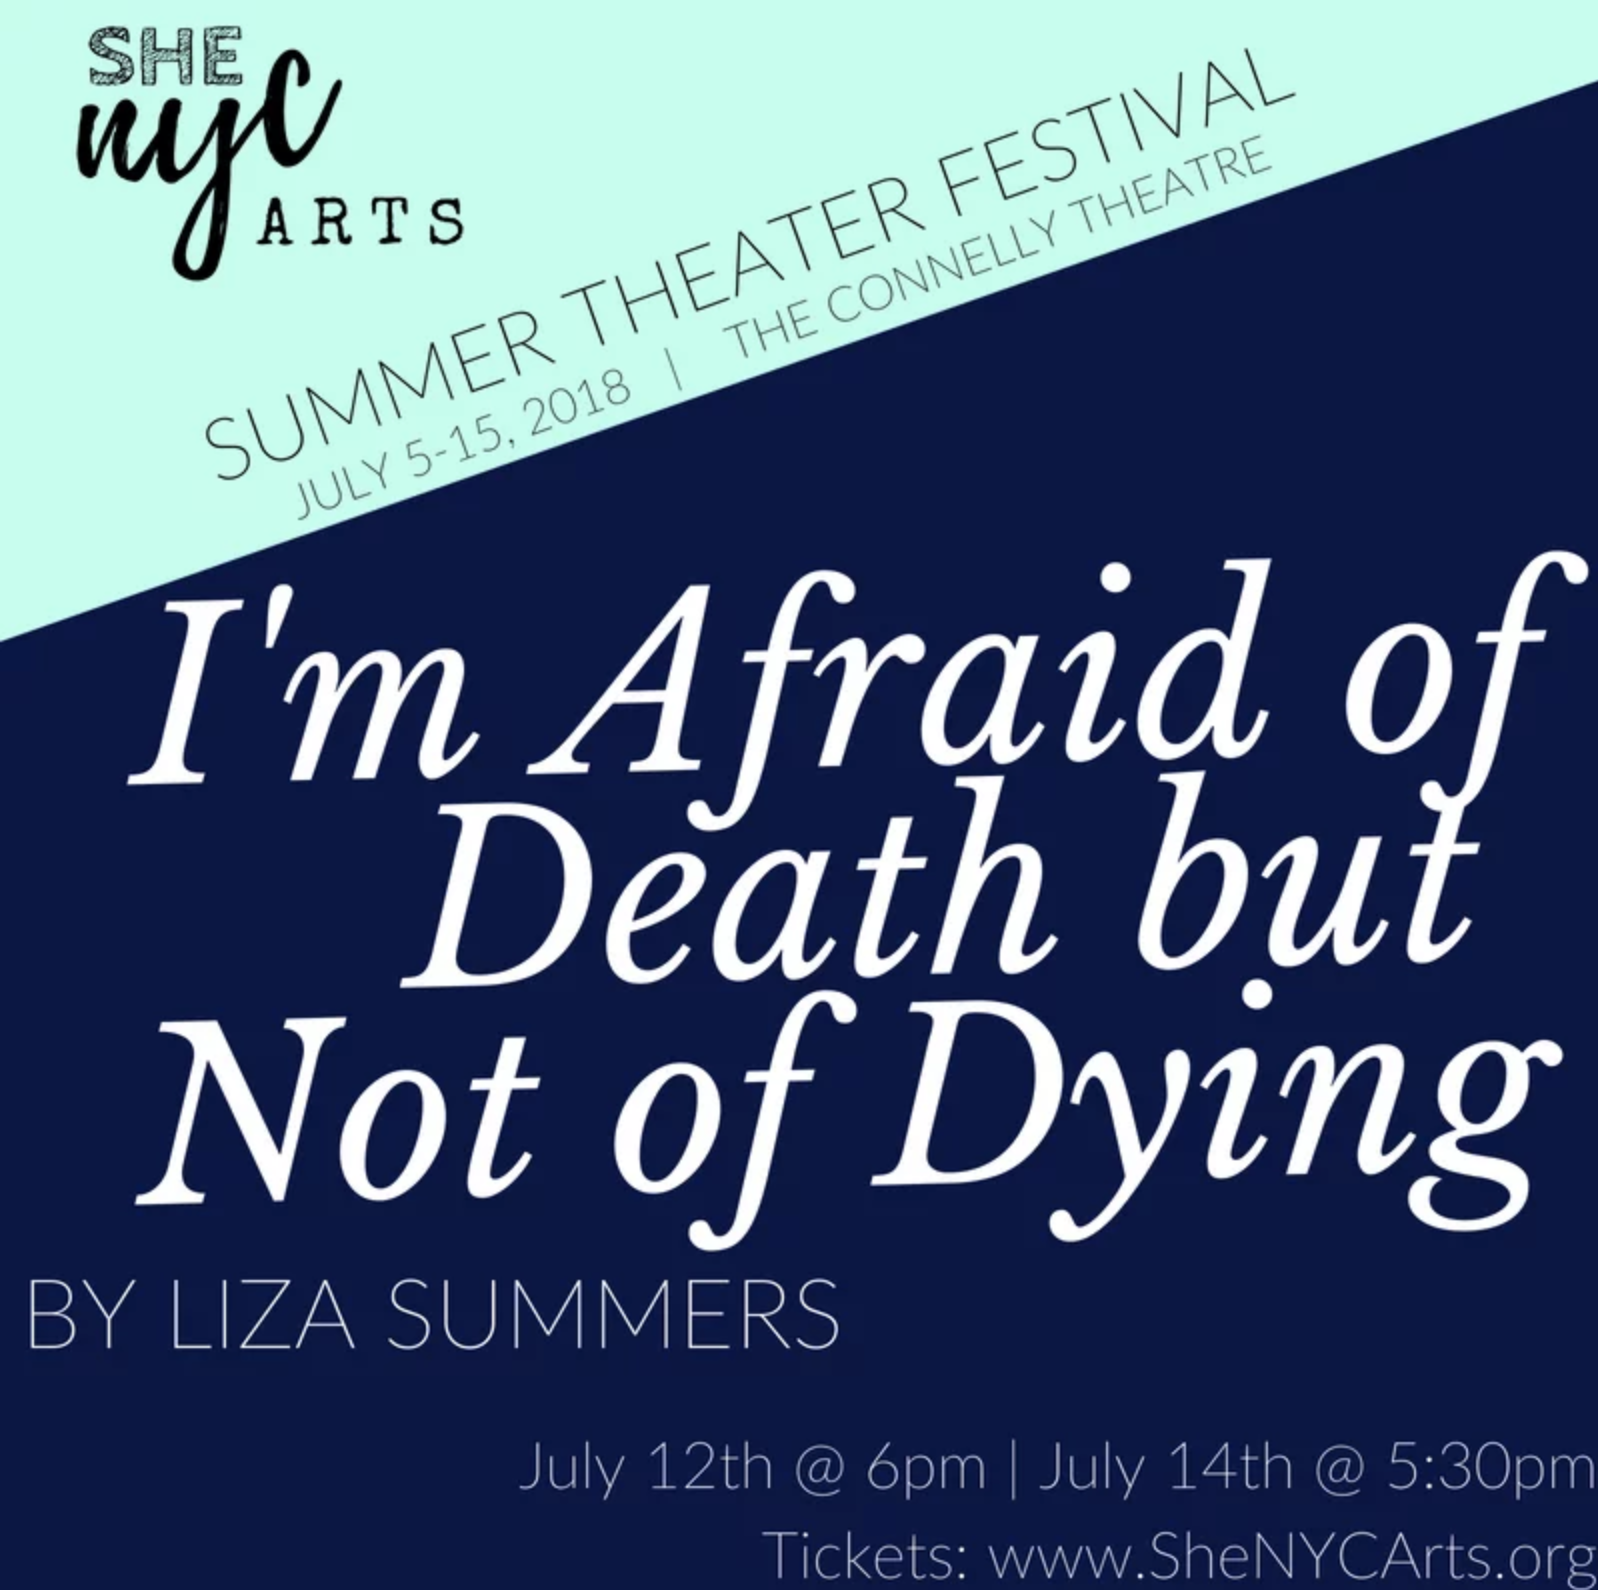 SHE
nyc
ARTS
SUMMER THEATER FESTIVAL
JULY 5-15, 2018 | THE CONNELLY THEATRE
I'm Afraid of
Death but
Not of Dying
BY LIZA SUMMERS
July 12th @ 6pm | July 14th @ 5:30pm
Tickets: www.SheNYCArts.org